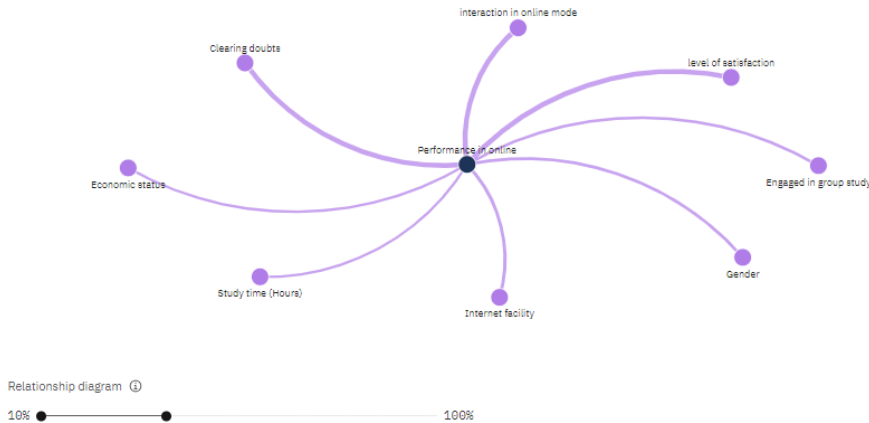 interaction in online mode
Clearing doubts
level of satisfaction
Performance in online
Economic status
Engaged in group study
Gender
Study time (Hours)
Internet facility
Relationship diagram
10%
100%